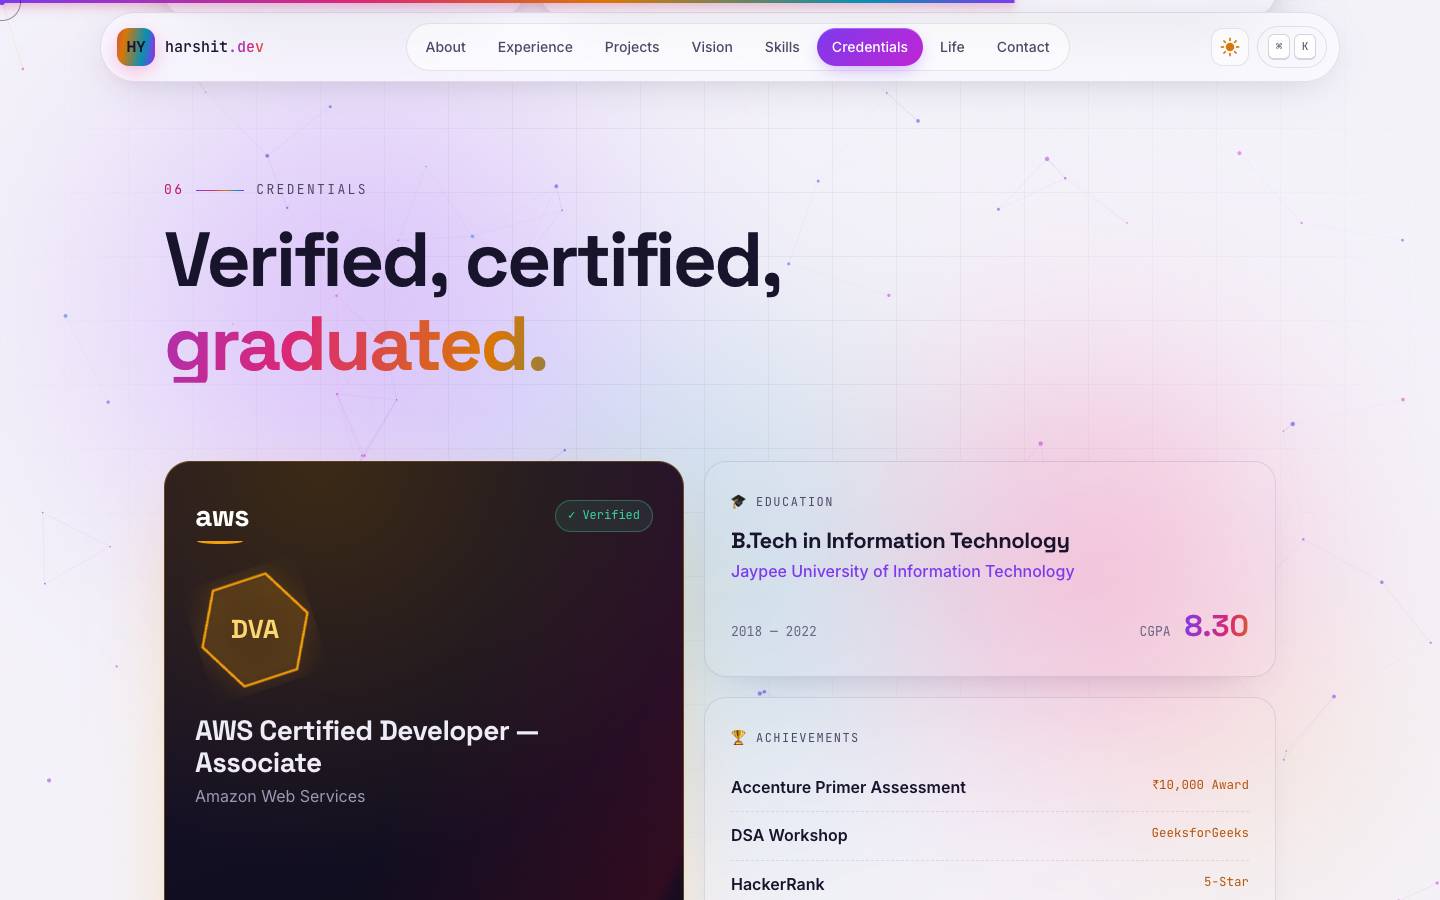 HY harshit.dev About Experience Projects Vision Skills Credentials Life Contact ⌘ K
06 CREDENTIALS
Verified, certified,
graduated.
aws
✓ Verified
DVA
AWS Certified Developer —
Associate
Amazon Web Services
EDUCATION
B.Tech in Information Technology
Jaypee University of Information Technology
2018 — 2022 CGPA 8.30
ACHIEVEMENTS
Accenture Primer Assessment ₹10,000 Award
DSA Workshop GeeksforGeeks
HackerRank 5-Star